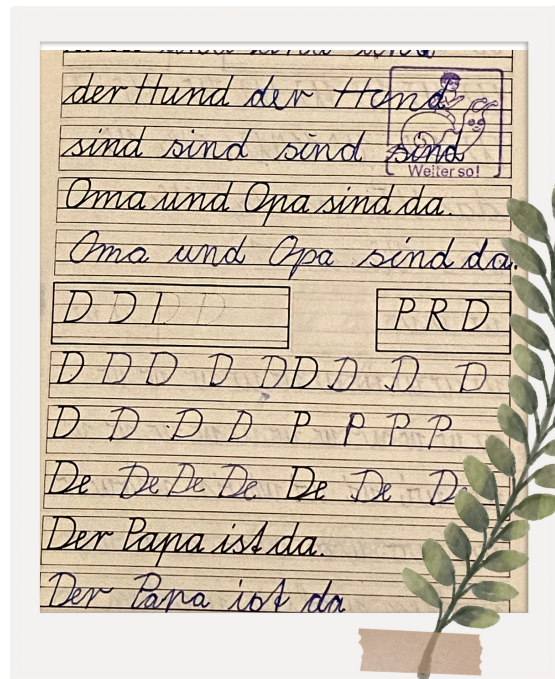 der Hund der Hund
sind sind sind sind
Weiter so!
Oma und Opa sind da.
Oma und Opa sind da.
D D
P R D
D D D D D D D D D
D D D D P P P P
De De De De De De De
Der Papa ist da.
Der Papa ist da